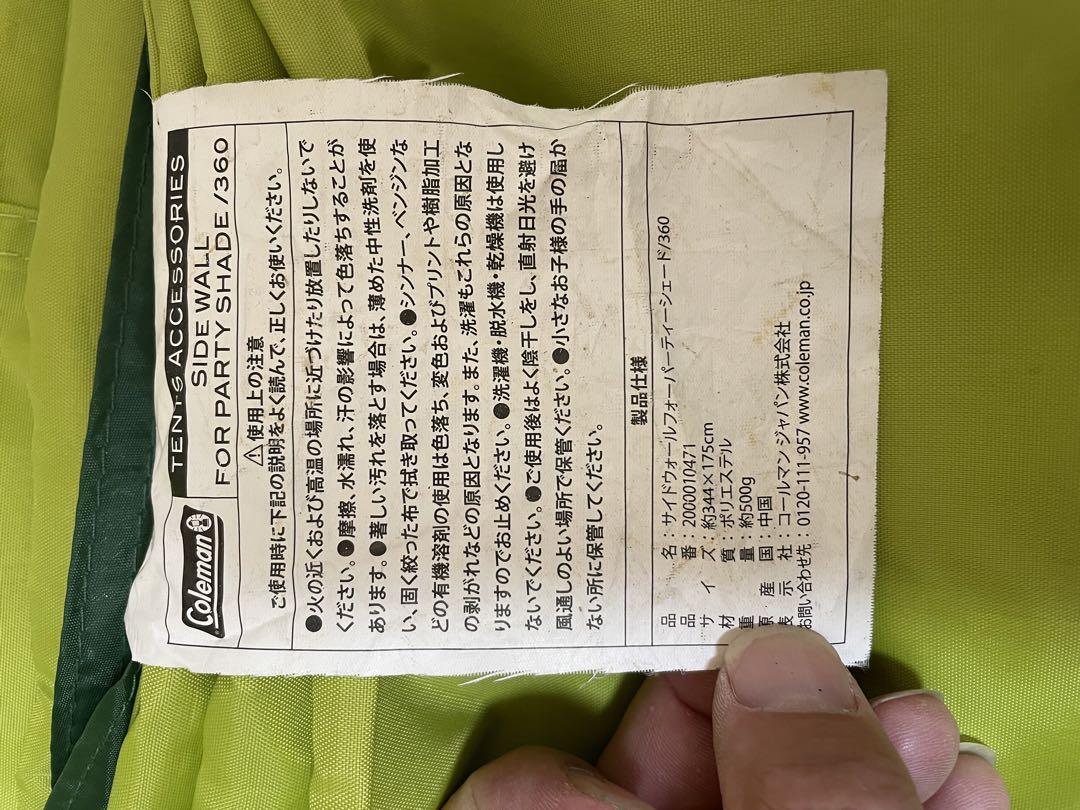 Coleman
TENTS ACCESSORIES
SIDE WALL
FOR PARTY SHADE /360
⚠使用上の注意
ご使用時に下記の説明をよく読んで、正しくお使いください。
●火の近くおよび高温の場所に近づけたり放置したりしないで
ください。●摩擦、水濡れ、汗の影響によって色落ちすることが
あります。●著しい汚れを落とす場合は、薄めた中性洗剤を使
い、固く絞った布で拭き取ってください。●シンナー、ベンジンな
どの有機溶剤の使用は色落ち、変色およびプリントや樹脂加工
の剥がれなどの原因となります。また、洗濯もこれらの原因とな
りますのでお止めください。●洗濯機・脱水機・乾燥機は使用し
ないでください。●ご使用後はよく陰干しをし、直射日光を避け
風通しのよい場所で保管ください。●小さなお子様の手の届か
ない所に保管してください。
製品仕様
品名：サイドウォールフォーパーティーシェード/360
品番：2000010471
サイズ：約344×175cm
材質：ポリエステル
重量：約500g
原産国：中国
表示社：コールマン ジャパン株式会社
お問い合わせ先：0120-111-957 www.coleman.co.jp